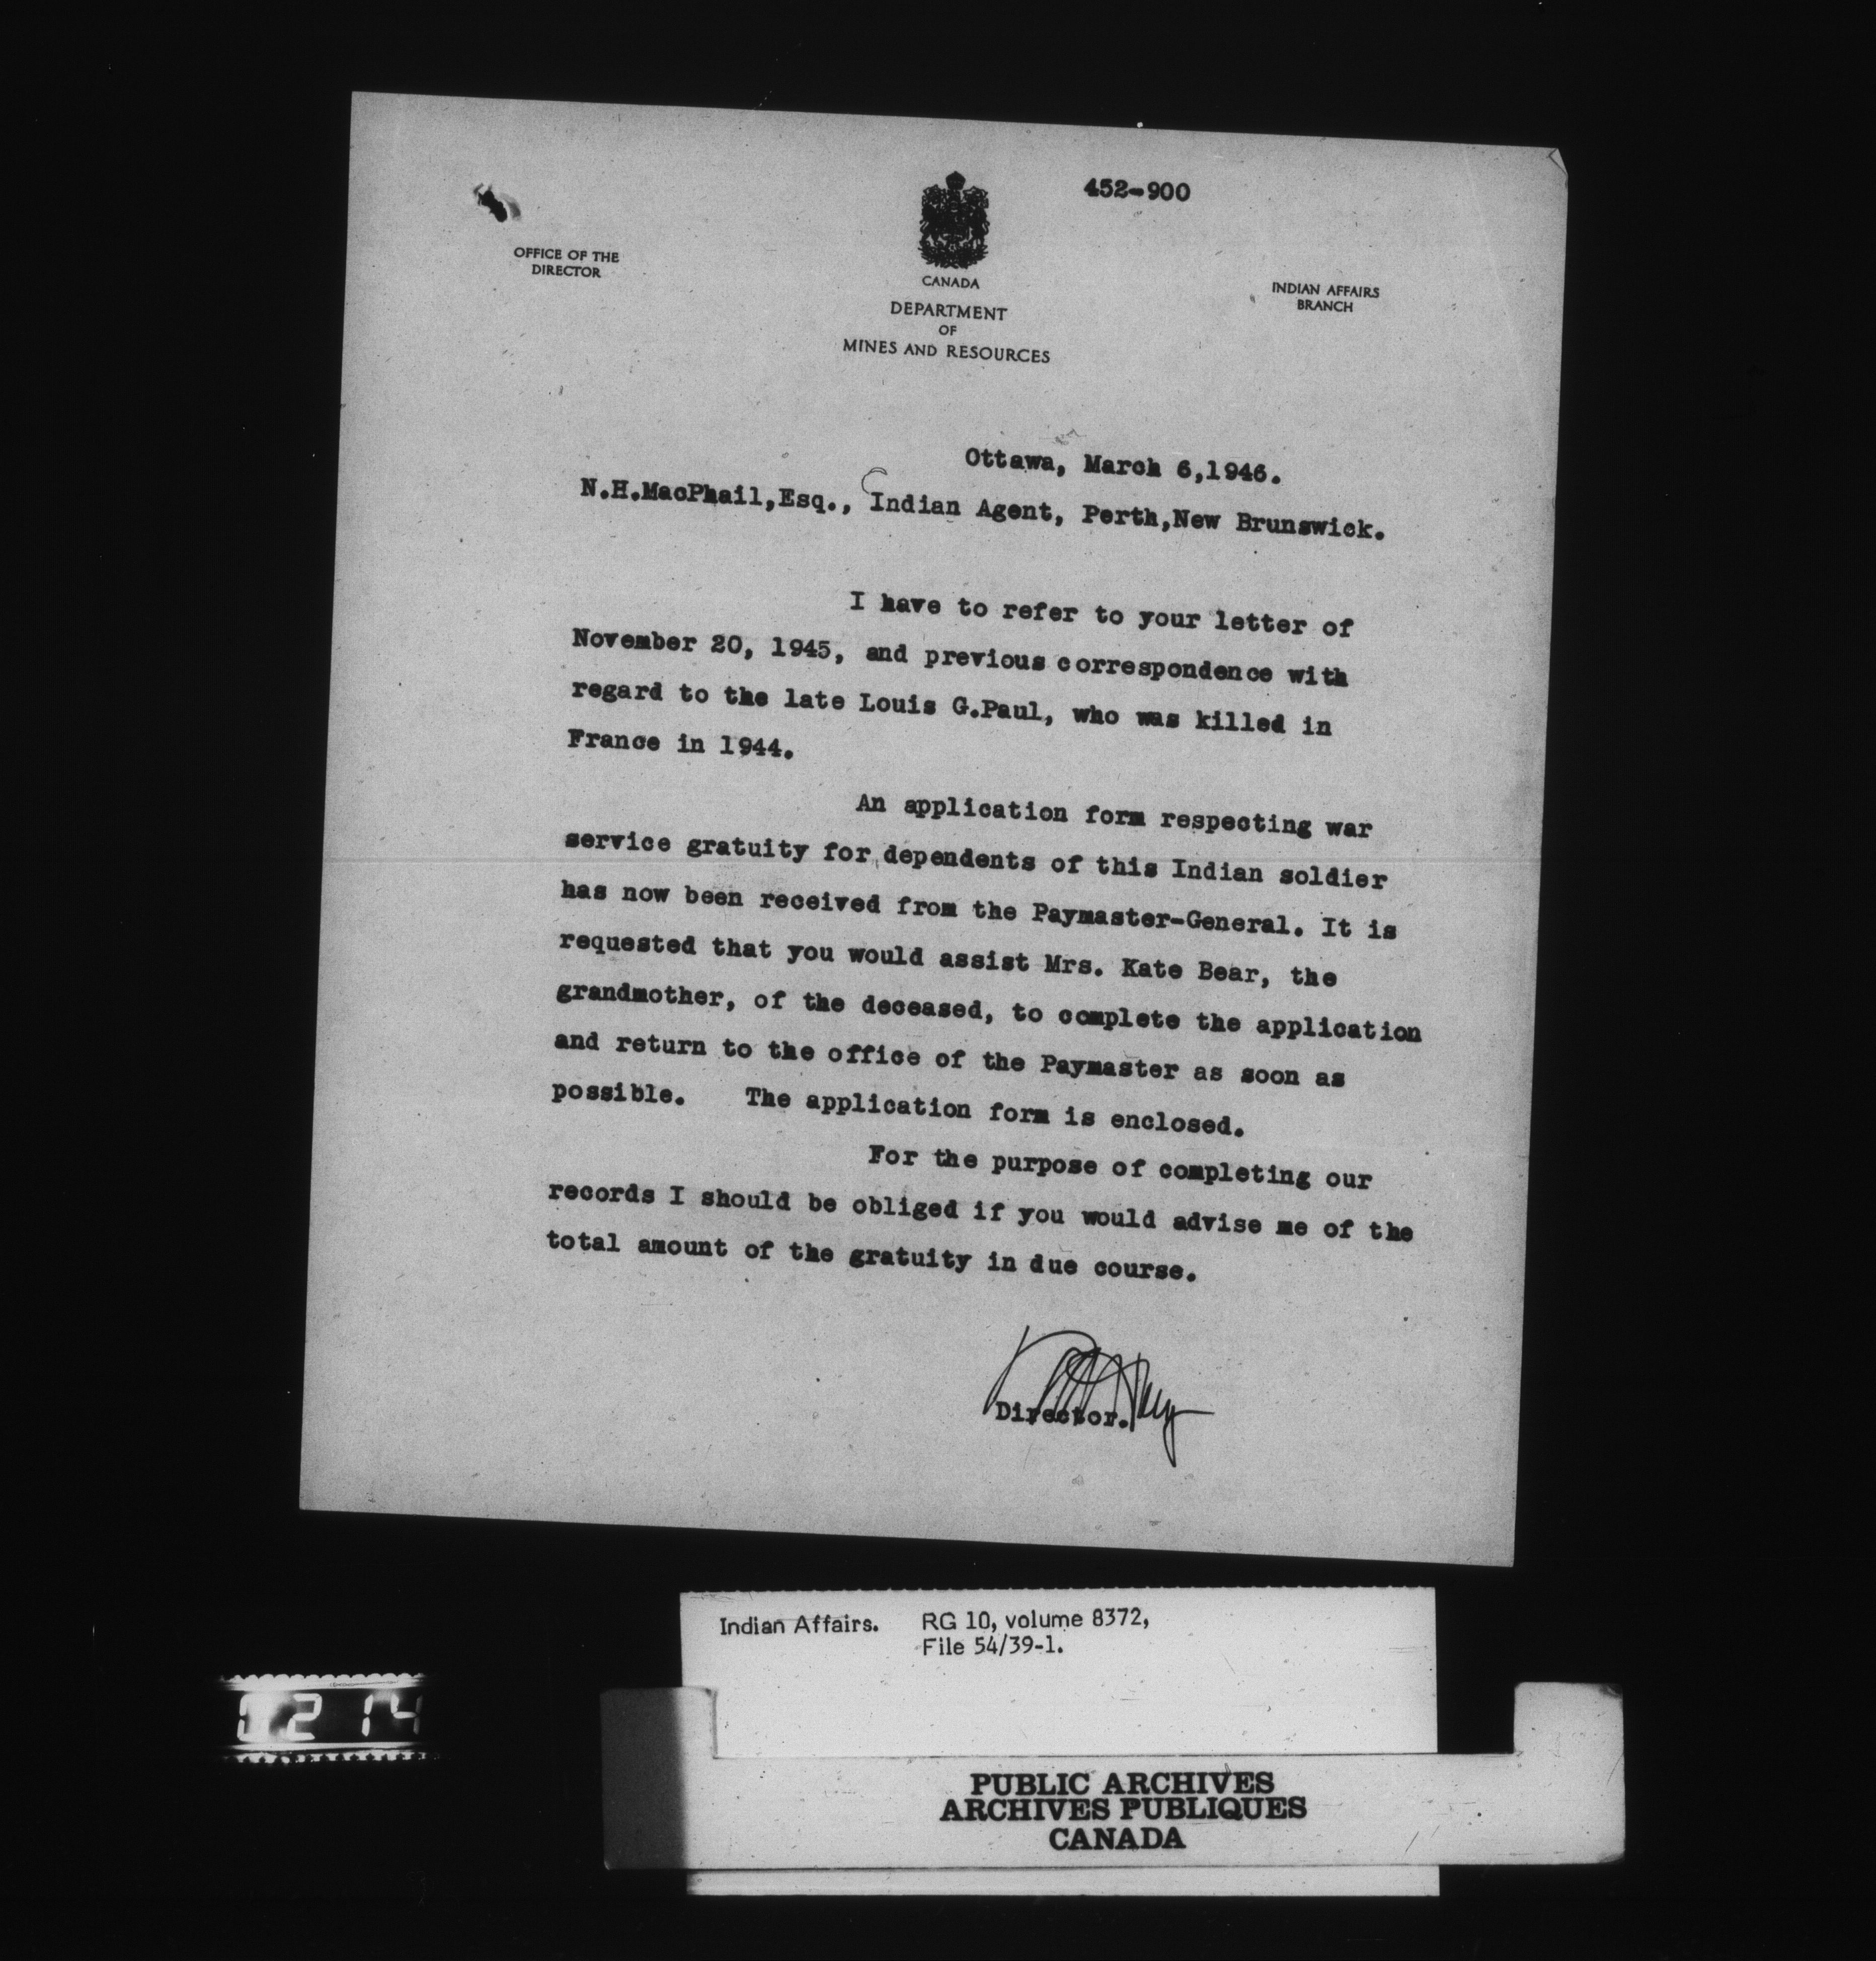 452-900
OFFICE OF THE
DIRECTOR
CANADA
DEPARTMENT
OF
MINES AND RESOURCES
INDIAN AFFAIRS
BRANCH
Ottawa, March 6,1946.
N.H.MacPhail,Esq., Indian Agent, Perth,New Brunswick.
I have to refer to your letter of
November 20, 1945, and previous correspondence with
regard to the late Louis G.Paul, who was killed in
France in 1944.
An application form respecting war
service gratuity for dependents of this Indian soldier
has now been received from the Paymaster-General. It is
requested that you would assist Mrs. Kate Bear, the
grandmother, of the deceased, to complete the application
and return to the office of the Paymaster as soon as
possible. The application form is enclosed.
For the purpose of completing our
records I should be obliged if you would advise me of the
total amount of the gratuity in due course.
Director.
Indian Affairs. RG 10, volume 8372,
File 54/39-1.
0214
PUBLIC ARCHIVES
ARCHIVES PUBLIQUES
CANADA